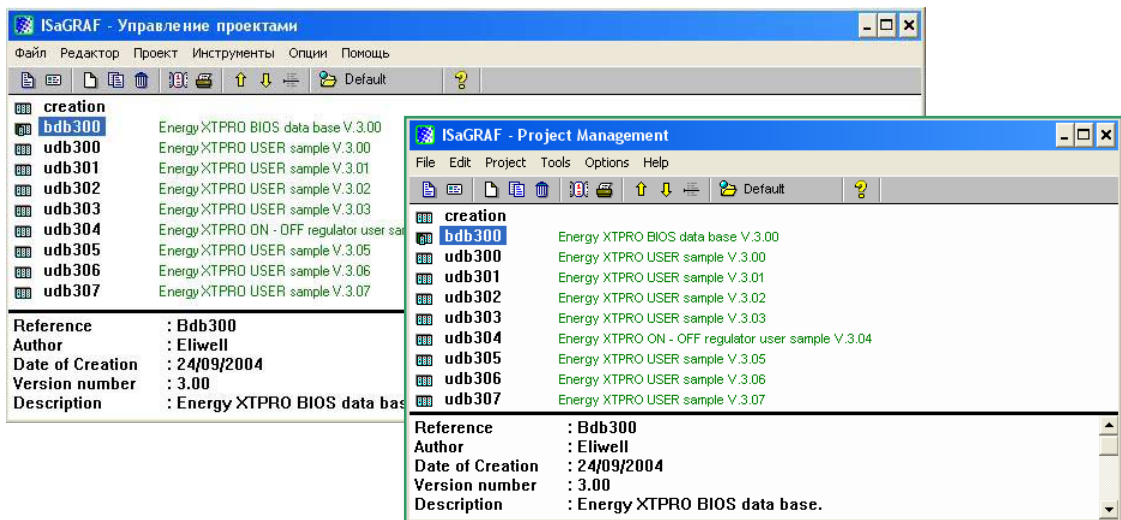 ISaGRAF - Управление проектами
Файл Редактор Проект Инструменты Опции Помощь
Default
creation
bdb300 Energy XTPRO BIOS data base V.3.00
udb300 Energy XTPRO USER sample V.3.00
udb301 Energy XTPRO USER sample V.3.01
udb302 Energy XTPRO USER sample V.3.02
udb303 Energy XTPRO USER sample V.3.03
udb304 Energy XTPRO ON - OFF regulator user sar
udb305 Energy XTPRO USER sample V.3.05
udb306 Energy XTPRO USER sample V.3.06
udb307 Energy XTPRO USER sample V.3.07
Reference : Bdb300
Author : Eliwell
Date of Creation : 24/09/2004
Version number : 3.00
Description : Energy XTPRO BIOS data bas
ISaGRAF - Project Management
File Edit Project Tools Options Help
Default
creation
bdb300 Energy XTPRO BIOS data base V.3.00
udb300 Energy XTPRO USER sample V.3.00
udb301 Energy XTPRO USER sample V.3.01
udb302 Energy XTPRO USER sample V.3.02
udb303 Energy XTPRO USER sample V.3.03
udb304 Energy XTPRO ON - OFF regulator user sample V.3.04
udb305 Energy XTPRO USER sample V.3.05
udb306 Energy XTPRO USER sample V.3.06
udb307 Energy XTPRO USER sample V.3.07
Reference : Bdb300
Author : Eliwell
Date of Creation : 24/09/2004
Version number : 3.00
Description : Energy XTPRO BIOS data base.